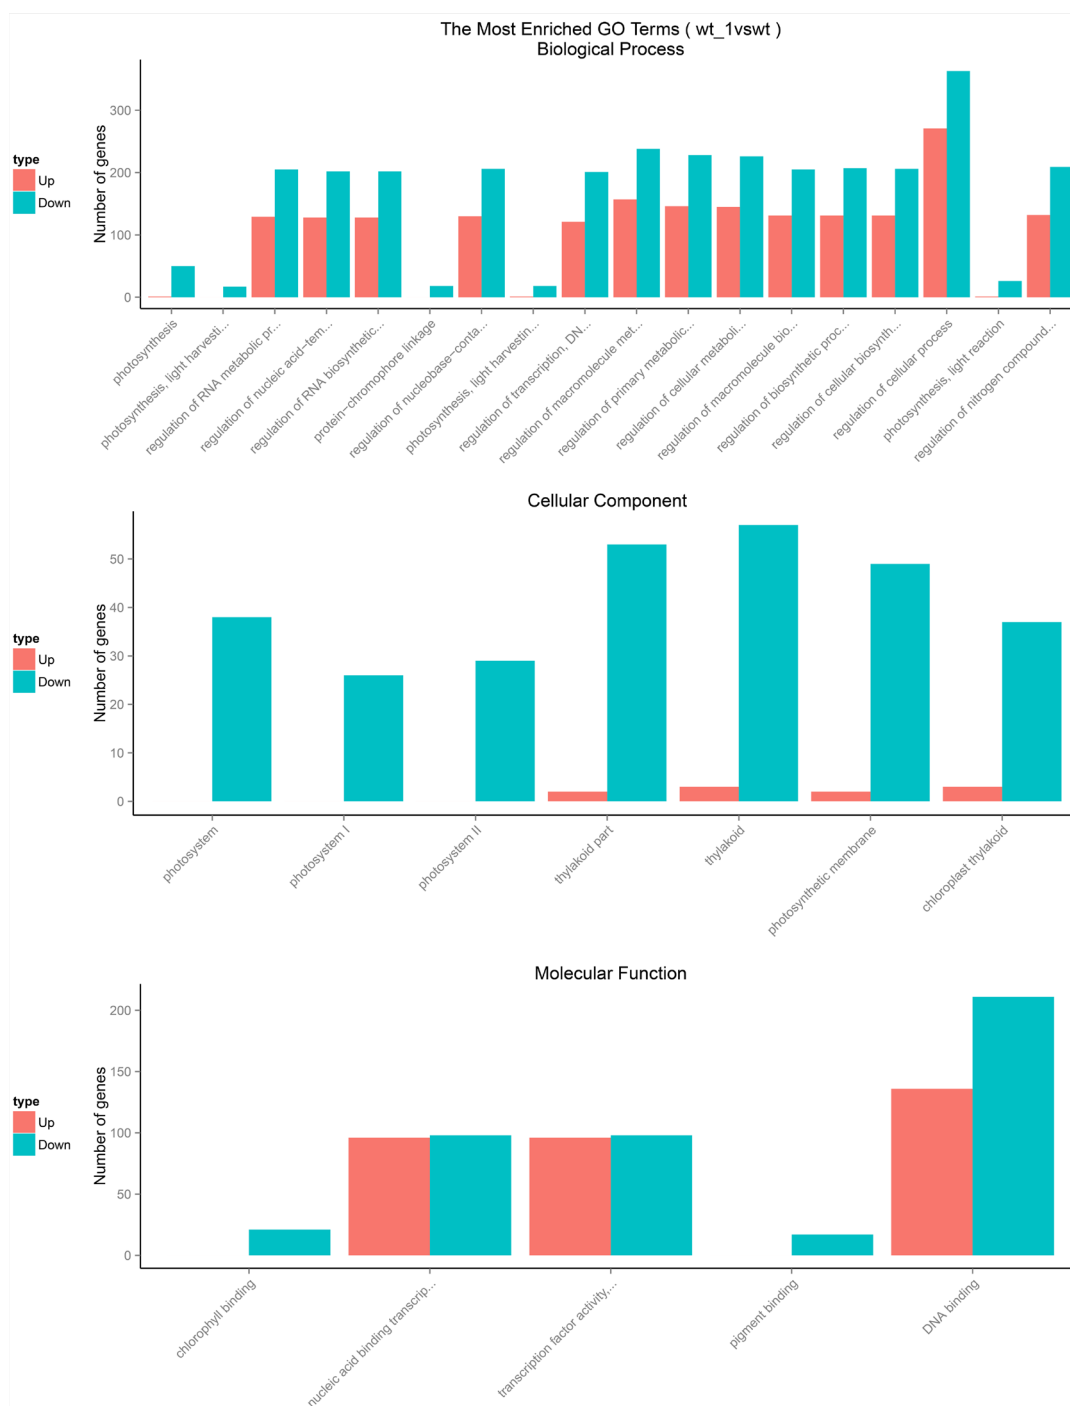 The Most Enriched GO Terms ( wt_1vswt )
Biological Process
Number of genes
300
200
100
0
type
Up
Down
photosynthesis
photosynthesis, light harvesti...
regulation of RNA metabolic pr...
regulation of nucleic acid−tem...
regulation of RNA biosynthetic...
protein−chromophore linkage
regulation of nucleobase−conta...
photosynthesis, light harvestin...
regulation of transcription, DN...
regulation of macromolecule met...
regulation of primary metabolic...
regulation of cellular metaboli...
regulation of macromolecule bio...
regulation of biosynthetic proc...
regulation of cellular biosynth...
regulation of cellular process
photosynthesis, light reaction
regulation of nitrogen compound...
Cellular Component
Number of genes
50
40
30
20
10
0
type
Up
Down
photosystem
photosystem I
photosystem II
thylakoid part
thylakoid
photosynthetic membrane
chloroplast thylakoid
Molecular Function
Number of genes
200
150
100
50
0
type
Up
Down
chlorophyll binding
nucleic acid binding transcrip...
transcription factor activity,...
pigment binding
DNA binding